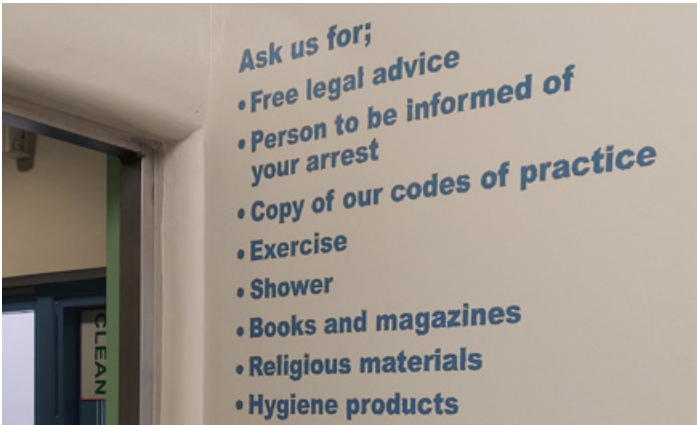 Ask us for;
• Free legal advice
• Person to be informed of
your arrest
• Copy of our codes of practice
• Exercise
• Shower
• Books and magazines
• Religious materials
• Hygiene products
CLEAN